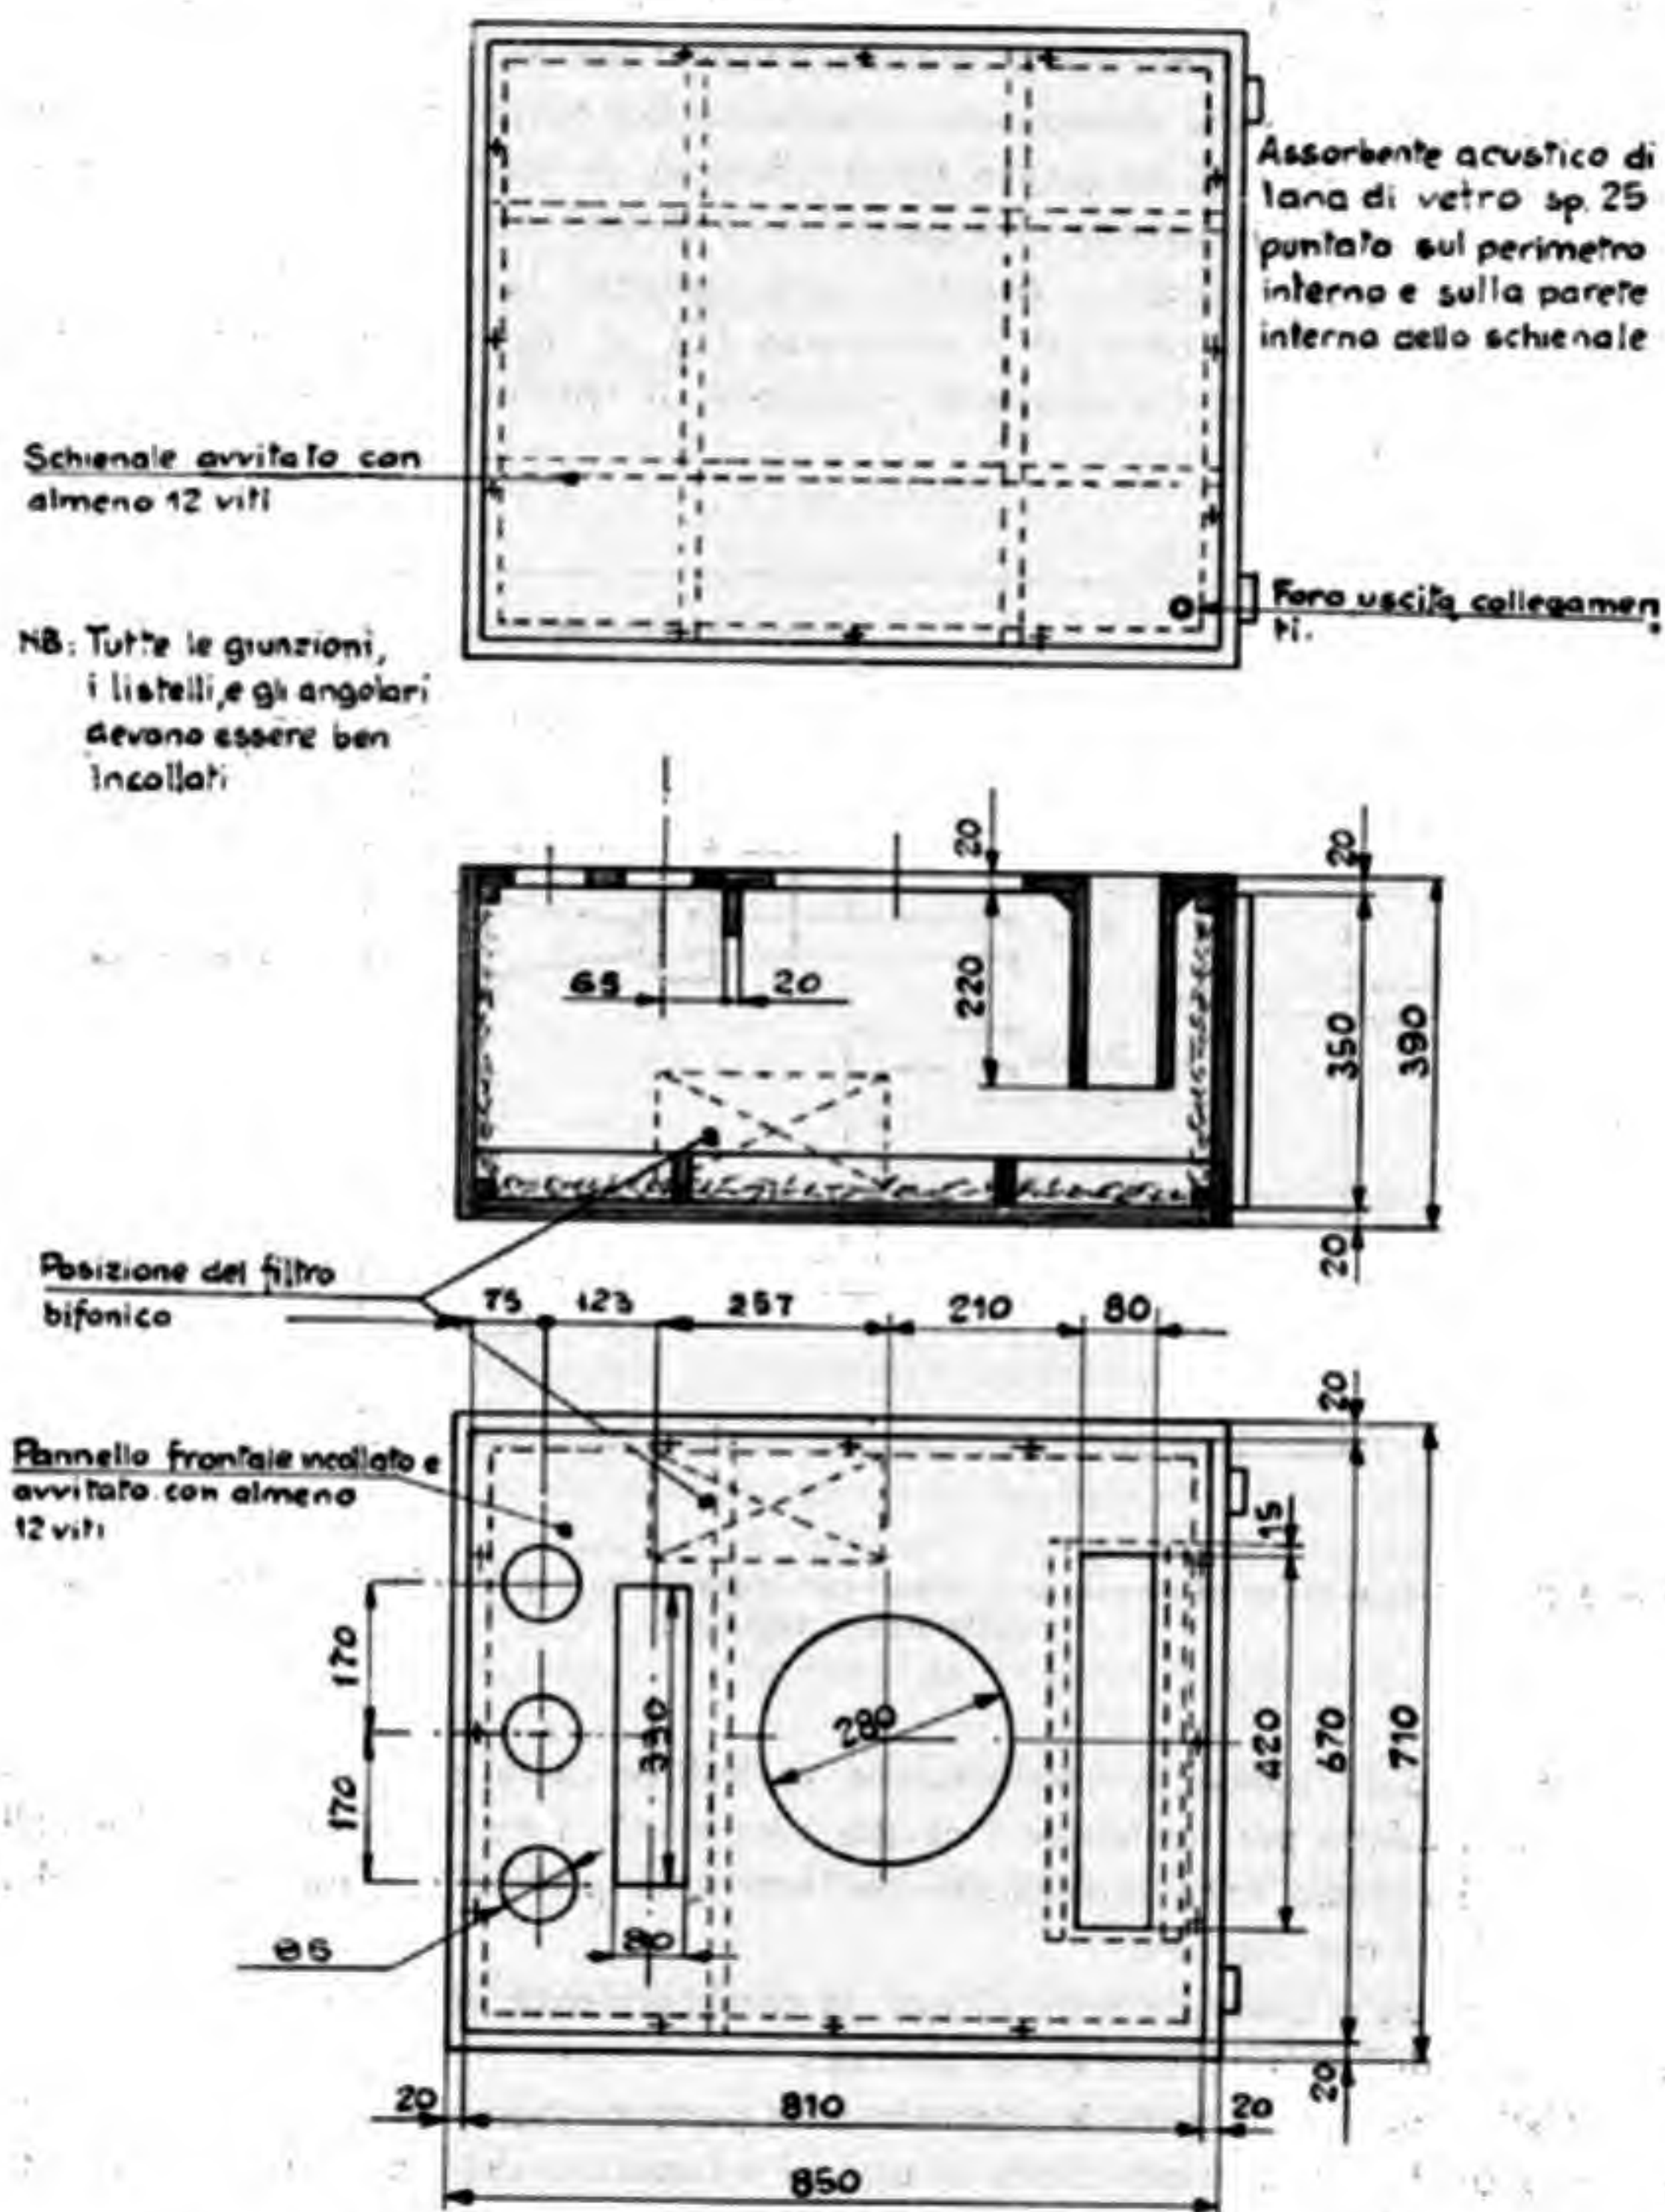 Assorbente acustico di
lana di vetro sp. 25
puntato sul perimetro
interno e sulla parete
interna dello schienale
Schienale avvitato con
almeno 12 viti
Foro uscita collegamen
ti.
NB: Tutte le giunzioni,
i listelli, e gli angolari
devono essere ben
incollati
20
20
65
20
220
350
390
20
Posizione del filtro
bifonico
75
123
257
210
80
20
Pannello frontale incollato e
avvitato con almeno
12 viti
15
170
170
330
280
420
670
710
80
86
20
20
810
20
850